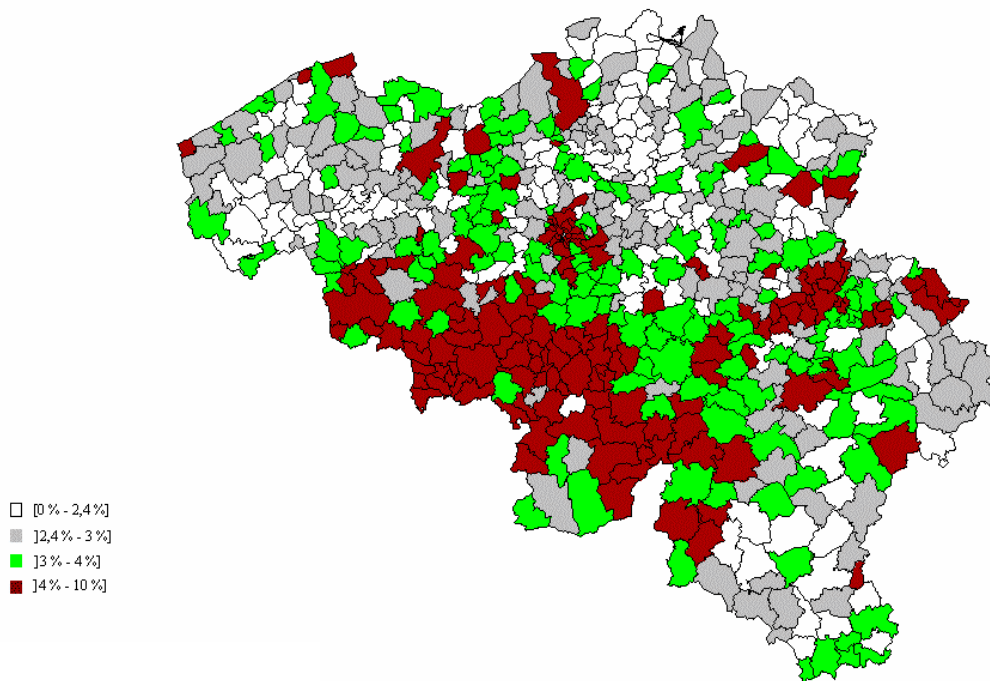 [0 % - 2,4 %]
]2,4 % - 3 %]
]3 % - 4 %]
]4 % - 10 %]